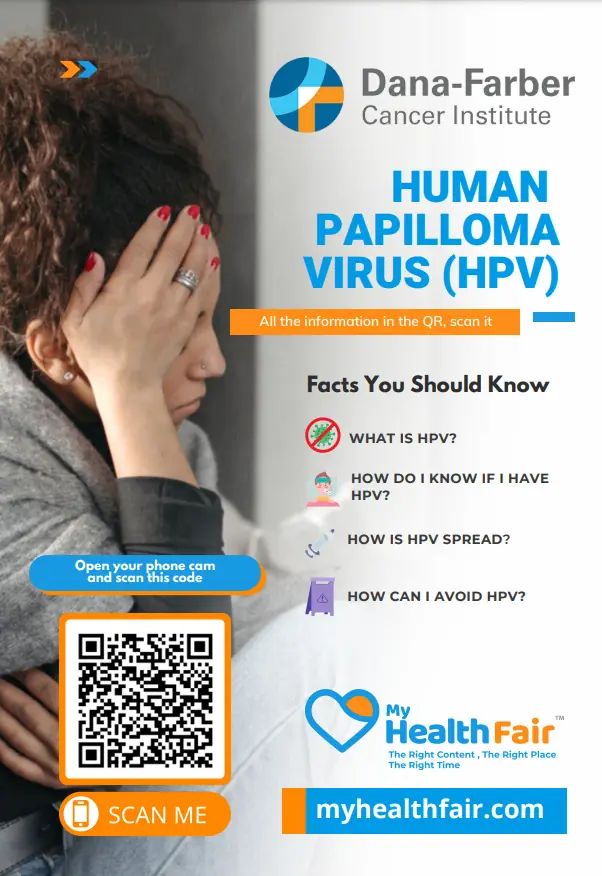 Dana-Farber
Cancer Institute
HUMAN
PAPILLOMA
VIRUS (HPV)
All the information in the QR, scan it
Facts You Should Know
WHAT IS HPV?
HOW DO I KNOW IF I HAVE
HPV?
HOW IS HPV SPREAD?
HOW CAN I AVOID HPV?
Open your phone cam
and scan this code
SCAN ME
My
HealthFair™
The Right Content , The Right Place
The Right Time
myhealthfair.com